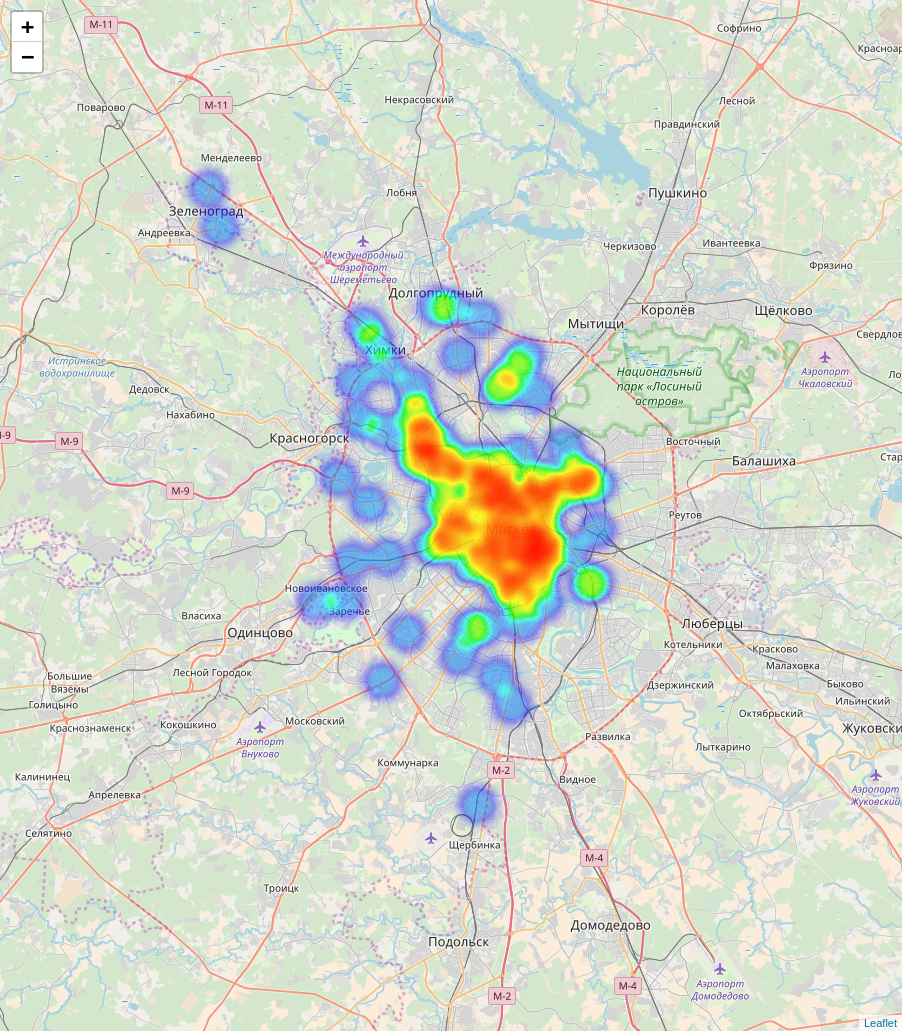 +
−
M-11
Софрино
Красноар
Поварово
M-11
Некрасовский
Лесной
Правдинский
Менделеево
Лобня
Пушкино
Зеленоград
Андреевка
Международный
аэропорт
Шереметьево
Черкизово
Ивантеевка
Фрязино
Долгопрудный
Мытищи
Королёв
Щёлково
Свердлов
Химки
Истринское
водохранилище
Дедовск
Национальный
парк «Лосиный
остров»
Аэропорт
Чкаловский
Ло
Нахабино
Красногорск
М-9
М-9
Восточный
Балашиха
Стар
М-9
Реутов
Москва
Новоивановское
Заречье
Власиха
Одинцово
Люберцы
Котельники
Красково
Малаховка
Лесной Городок
Большие
Вязёмы
Голицыно
Дзержинский
Быково
Ильинский
Октябрьский
Краснознаменск
Кокошкино
Московский
Аэропорт
Внуково
Развилка
Жуковски
Лыткарино
Коммунарка
М-2
Видное
Калининец
Апрелевка
Аэропорт
Жуковский
Селятино
Щербинка
М-4
Троицк
Домодедово
Подольск
М-4
Аэропорт
Домодедово
М-2
Leaflet